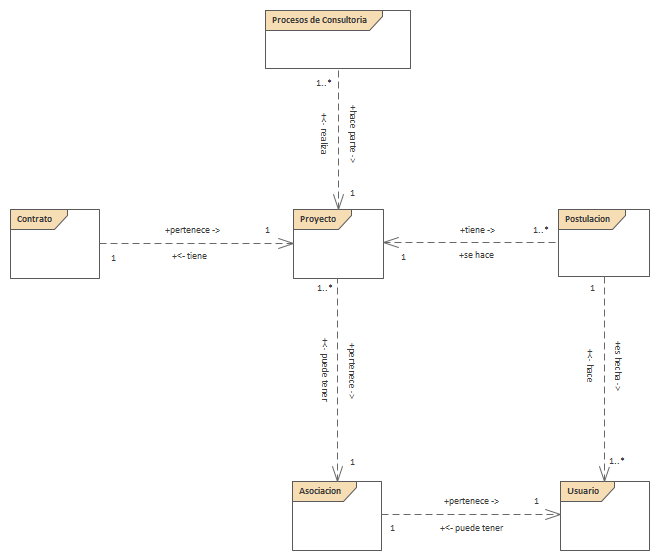 Procesos de Consultoria
1..*
+hace parte ->
+<- realiza
1
Contrato
+pertenece ->
1
+<- tiene
1
Proyecto
+tiene ->
1..*
+se hace
1
Postulacion
1..*
+pertenece ->
+<- puede tener
1
1
+es hecha ->
+<- hace
1..*
Asociacion
+pertenece ->
1
+<- puede tener
1
Usuario